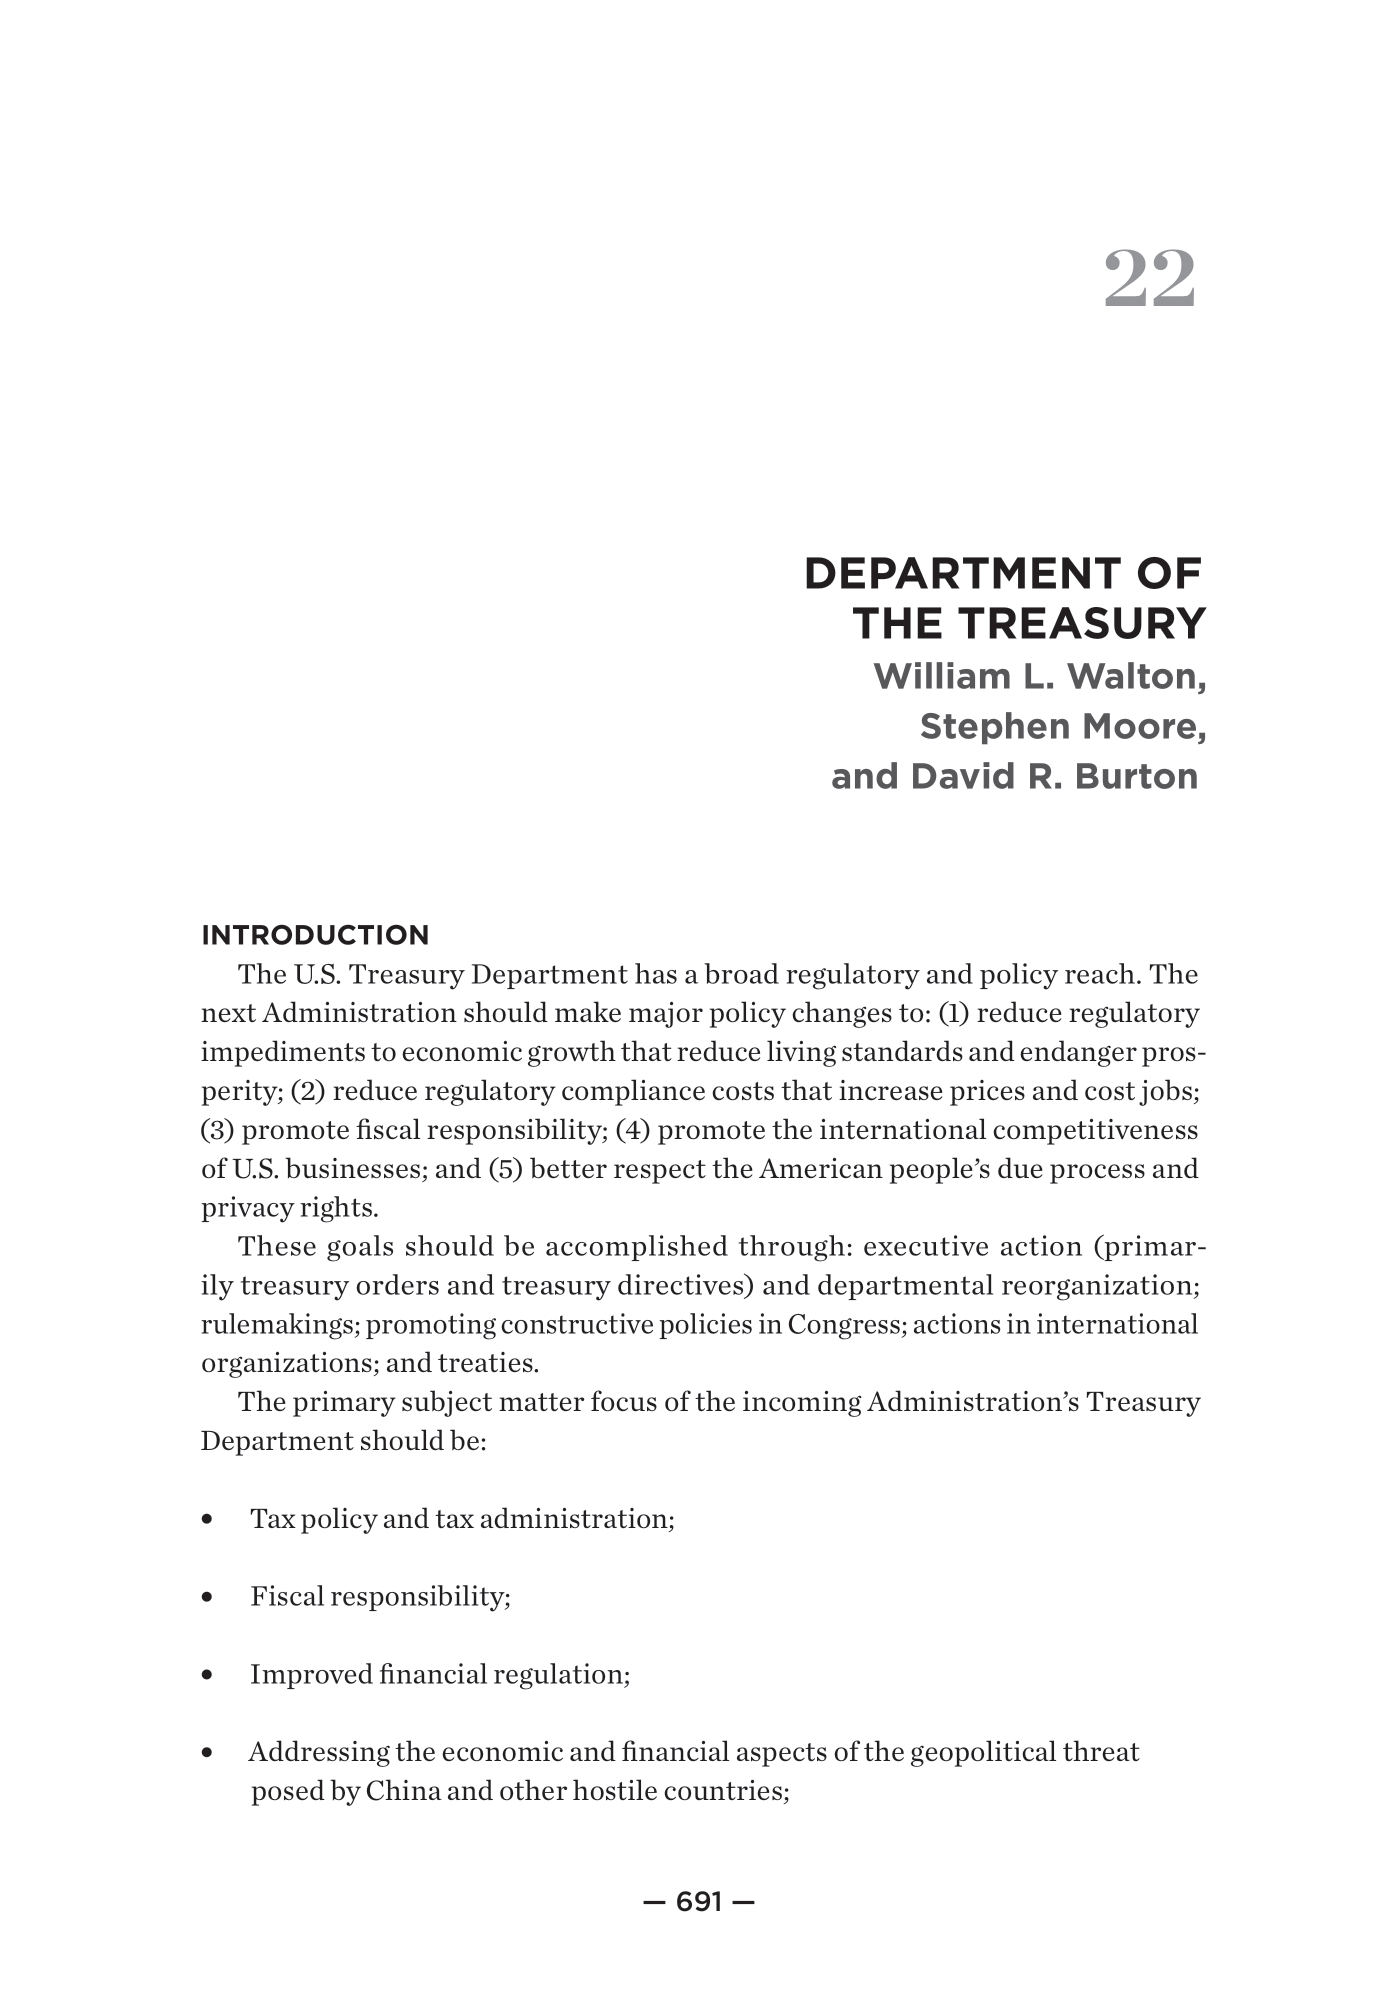 22
DEPARTMENT OF
THE TREASURY
William L. Walton,
Stephen Moore,
and David R. Burton
INTRODUCTION
The U.S. Treasury Department has a broad regulatory and policy reach. The
next Administration should make major policy changes to: (1) reduce regulatory
impediments to economic growth that reduce living standards and endanger pros-
perity; (2) reduce regulatory compliance costs that increase prices and cost jobs;
(3) promote fiscal responsibility; (4) promote the international competitiveness
of U.S. businesses; and (5) better respect the American people’s due process and
privacy rights.
These goals should be accomplished through: executive action (primar-
ily treasury orders and treasury directives) and departmental reorganization;
rulemakings; promoting constructive policies in Congress; actions in international
organizations; and treaties.
The primary subject matter focus of the incoming Administration’s Treasury
Department should be:
• Tax policy and tax administration;
• Fiscal responsibility;
• Improved financial regulation;
• Addressing the economic and financial aspects of the geopolitical threat
posed by China and other hostile countries;
— 691 —